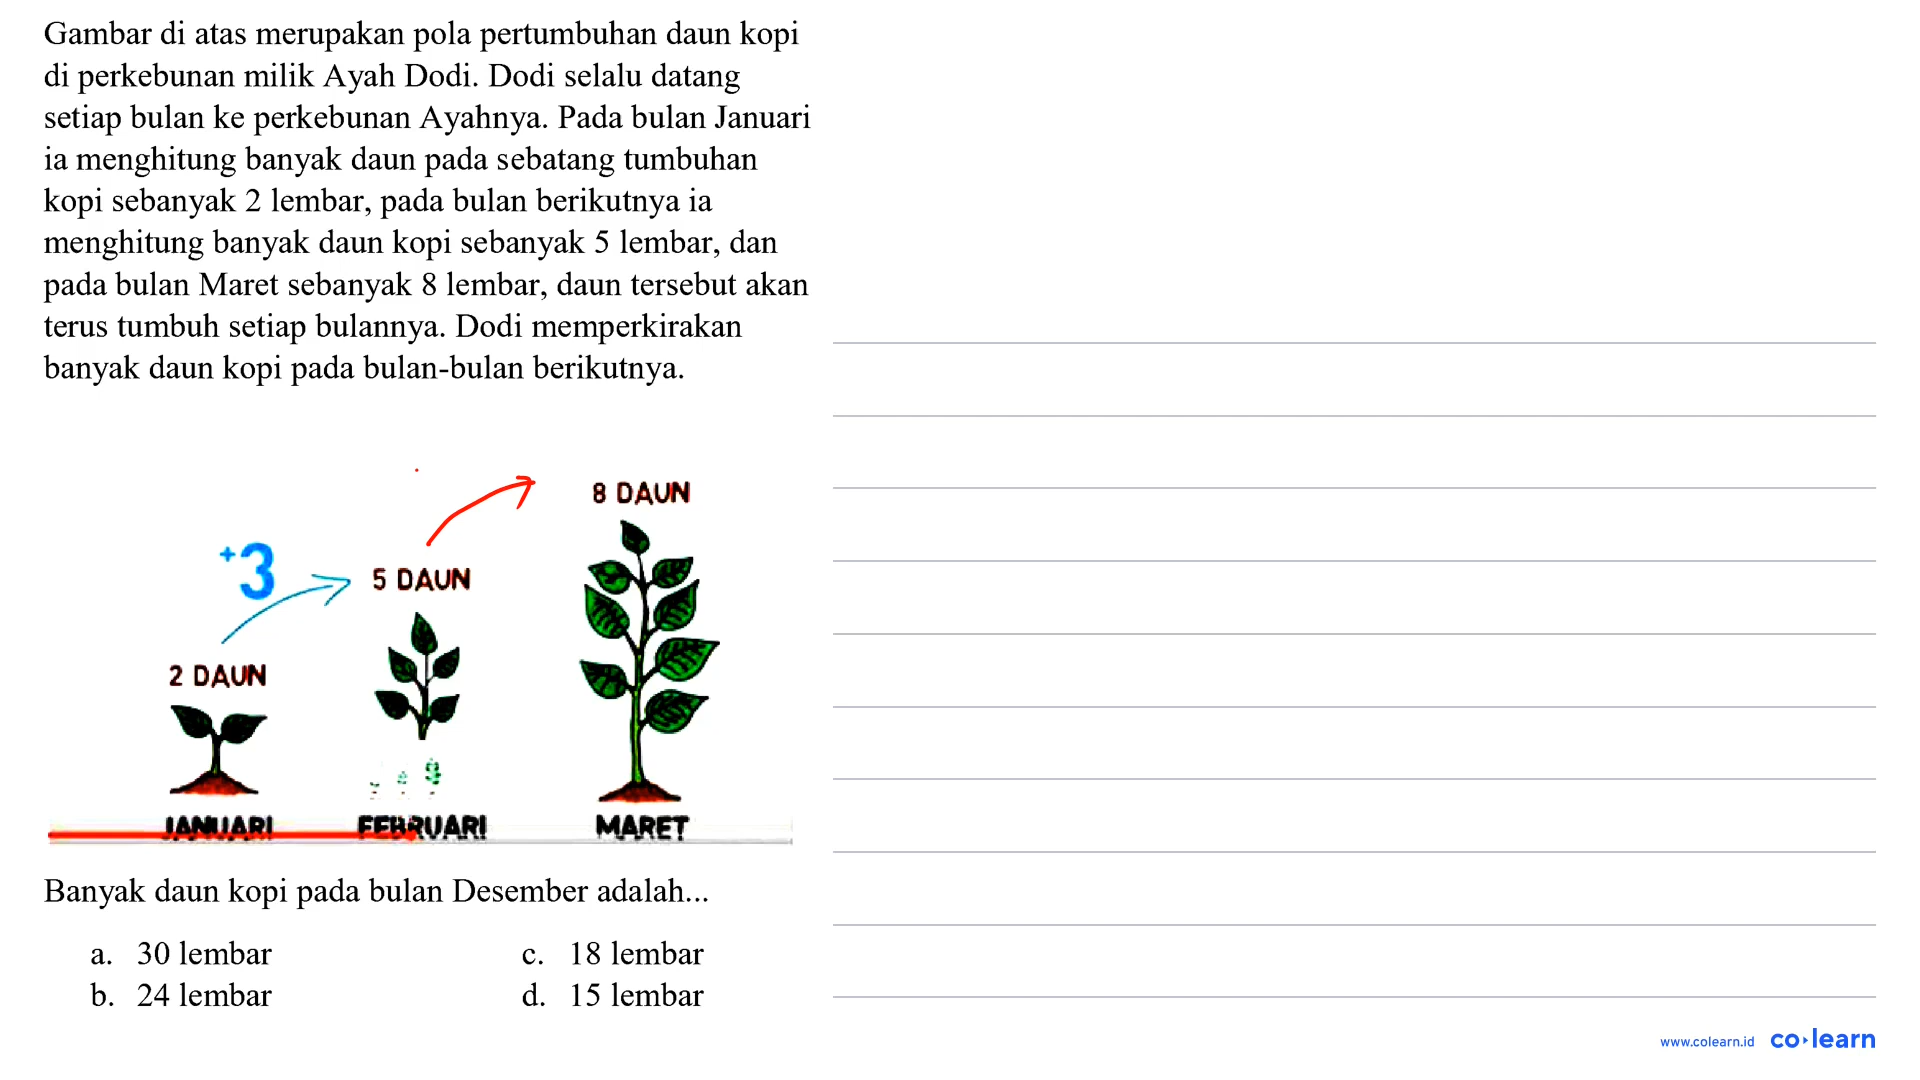 Gambar di atas merupakan pola pertumbuhan daun kopi
di perkebunan milik Ayah Dodi. Dodi selalu datang
setiap bulan ke perkebunan Ayahnya. Pada bulan Januari
ia menghitung banyak daun pada sebatang tumbuhan
kopi sebanyak 2 lembar, pada bulan berikutnya ia
menghitung banyak daun kopi sebanyak 5 lembar, dan
pada bulan Maret sebanyak 8 lembar, daun tersebut akan
terus tumbuh setiap bulannya. Dodi memperkirakan
banyak daun kopi pada bulan-bulan berikutnya.
8 DAUN
+3
5 DAUN
2 DAUN
JANUARI FEBRUARI MARET
Banyak daun kopi pada bulan Desember adalah...
a. 30 lembar c. 18 lembar
b. 24 lembar d. 15 lembar
www.colearn.id co·learn